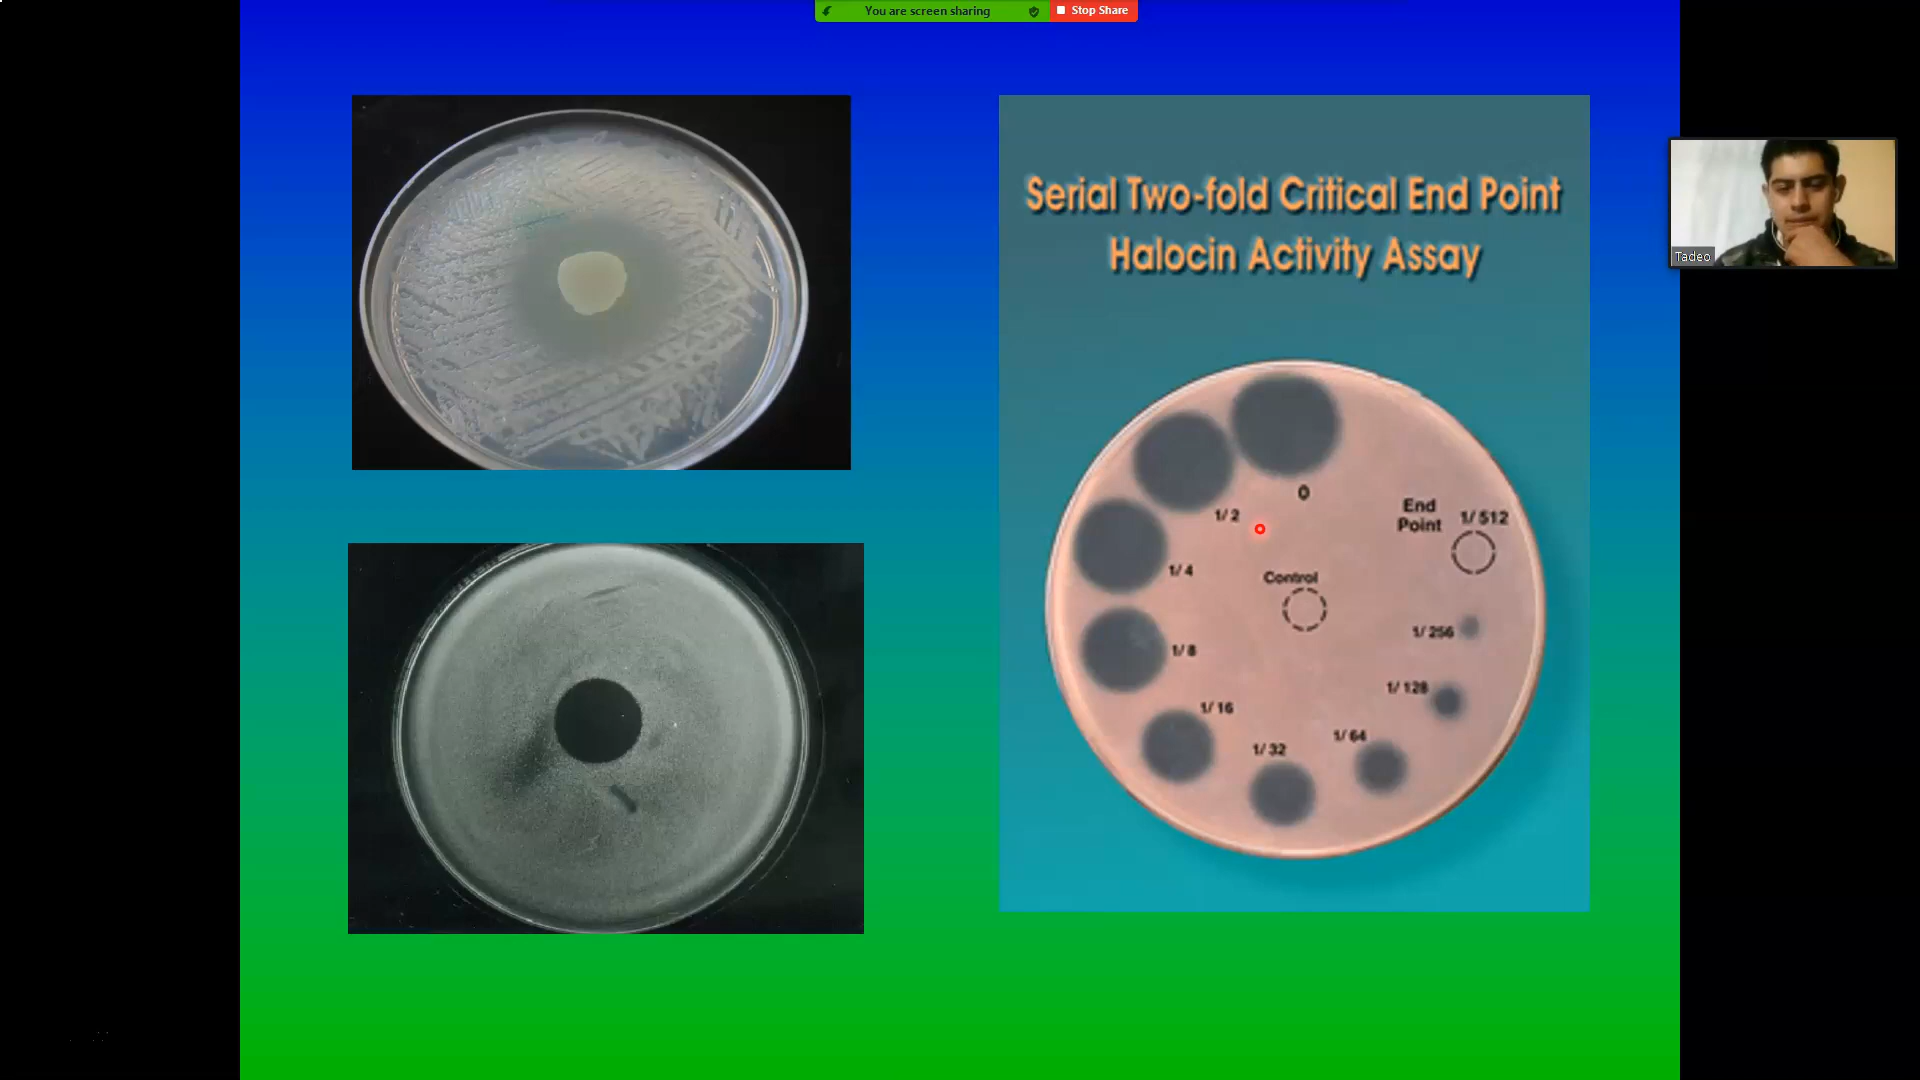 You are screen sharing
Stop Share
Serial Two-fold Critical End Point
Halocin Activity Assay
Tadeo
0
1/2
1/4
1/8
1/16
1/32
1/64
1/128
1/256
End
Point
1/512
Control